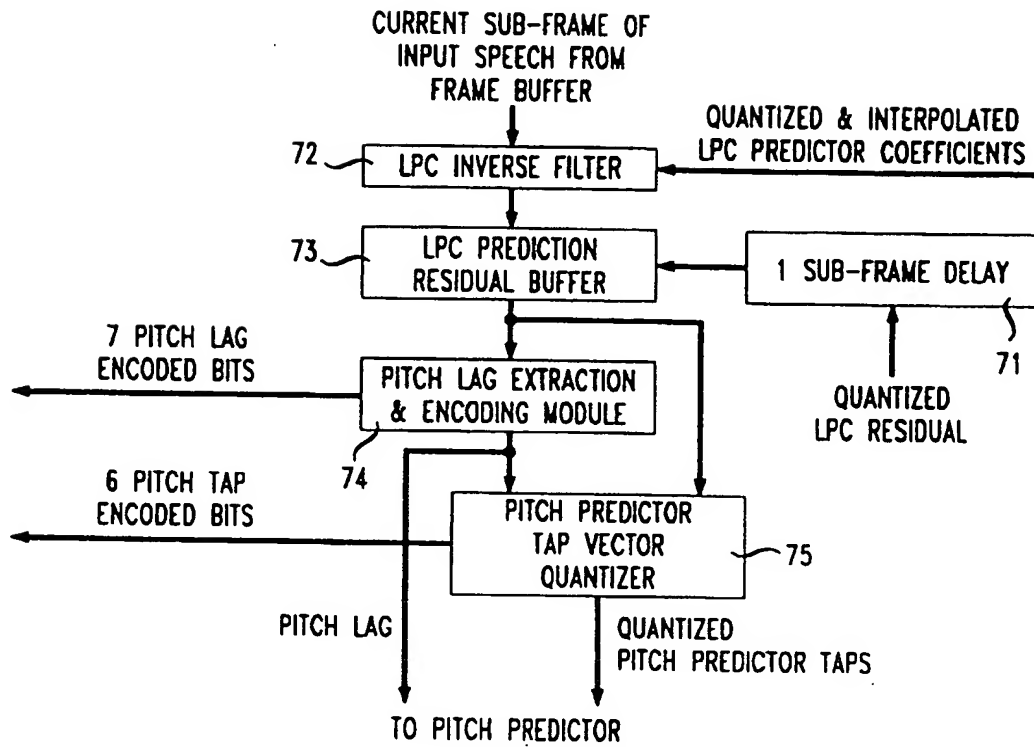 CURRENT SUB-FRAME OF
INPUT SPEECH FROM
FRAME BUFFER
QUANTIZED & INTERPOLATED
LPC PREDICTOR COEFFICIENTS
72
LPC INVERSE FILTER
73
LPC PREDICTION
RESIDUAL BUFFER
1 SUB-FRAME DELAY
71
7 PITCH LAG
ENCODED BITS
PITCH LAG EXTRACTION
& ENCODING MODULE
74
QUANTIZED
LPC RESIDUAL
6 PITCH TAP
ENCODED BITS
PITCH PREDICTOR
TAP VECTOR
QUANTIZER
75
PITCH LAG
QUANTIZED
PITCH PREDICTOR TAPS
TO PITCH PREDICTOR